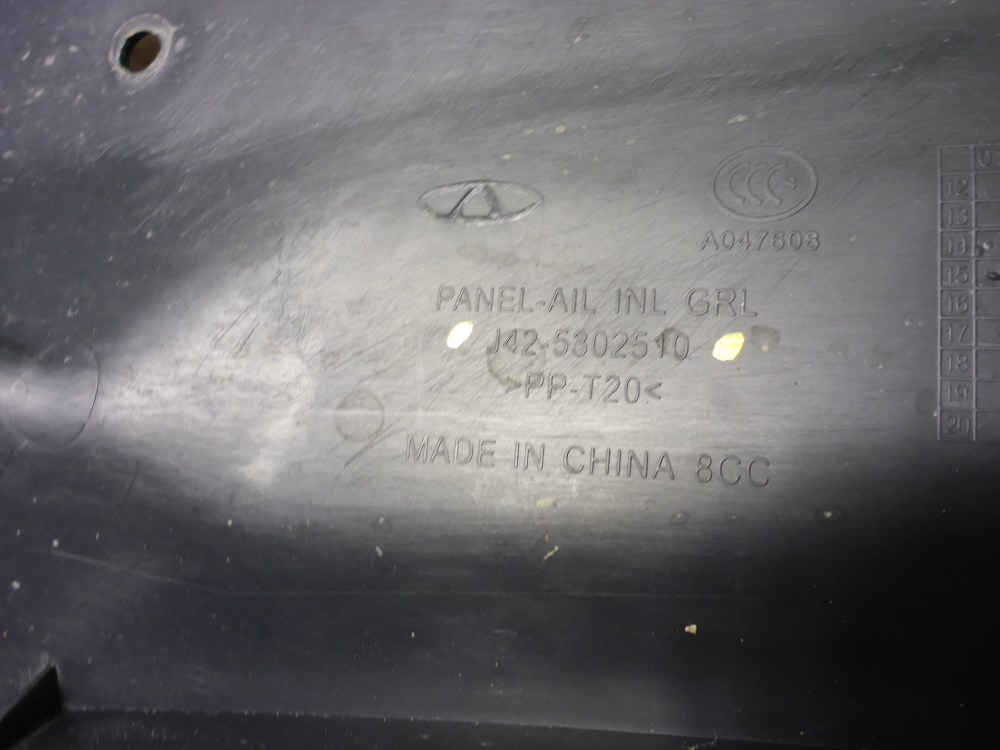 CCCS
A047608
PANEL-AIL INL GRL
J42-5302510
>PP-T20<
MADE IN CHINA 8CC
12
13
14
15
16
17
18
19
20